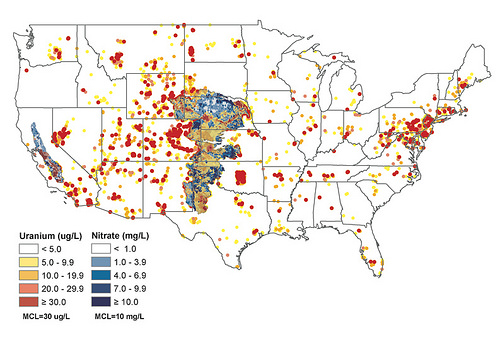 Uranium (ug/L) Nitrate (mg/L)
< 5.0 < 1.0
5.0 - 9.9 1.0 - 3.9
10.0 - 19.9 4.0 - 6.9
20.0 - 29.9 7.0 - 9.9
≥ 30.0 ≥ 10.0
MCL=30 ug/L MCL=10 mg/L